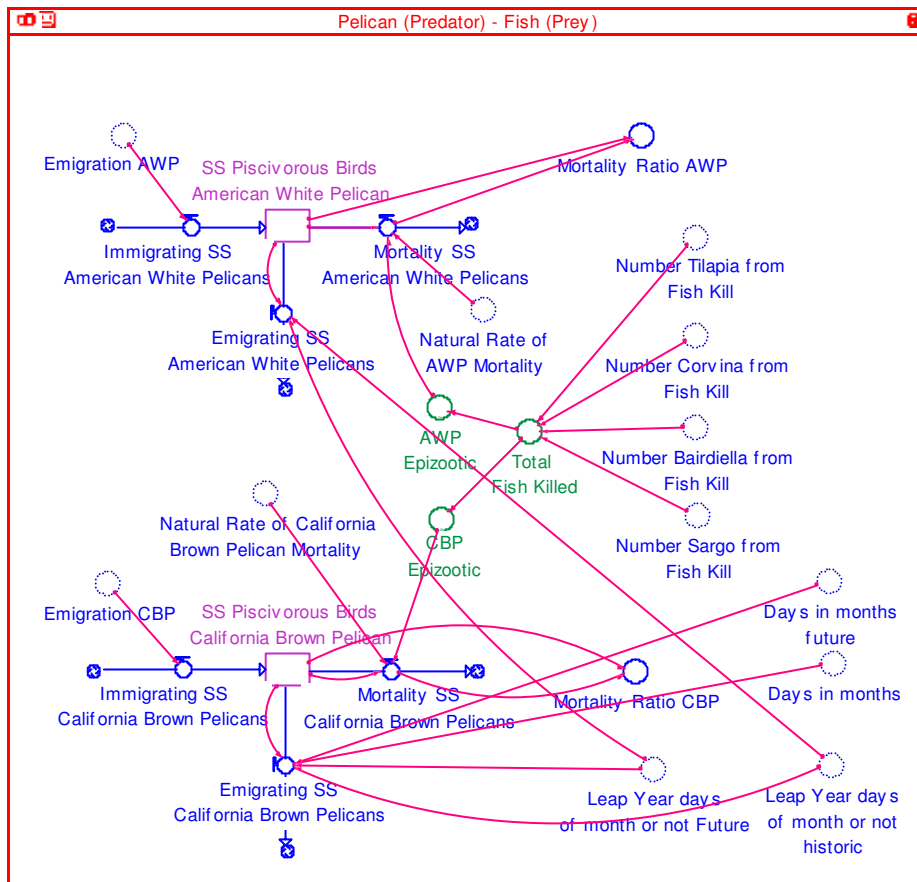 Pelican (Predator) - Fish (Prey)
Emigration AWP
SS Piscivorous Birds
American White Pelican
Mortality Ratio AWP
Immigrating SS
American White Pelicans
Mortality SS
American White Pelicans
Number Tilapia from
Fish Kill
Emigrating SS
American White Pelicans
Natural Rate of
AWP Mortality
Number Corvina from
Fish Kill
AWP
Epizootic
Total
Fish Killed
Number Bairdiella from
Fish Kill
Natural Rate of California
Brown Pelican Mortality
CBP
Epizootic
Number Sargo from
Fish Kill
Emigration CBP
SS Piscivorous Birds
California Brown Pelican
Days in months
future
Immigrating SS
California Brown Pelicans
Mortality SS
California Brown Pelicans
Mortality Ratio CBP
Days in months
Emigrating SS
California Brown Pelicans
Leap Year days
of month or not Future
Leap Year days
of month or not
historic